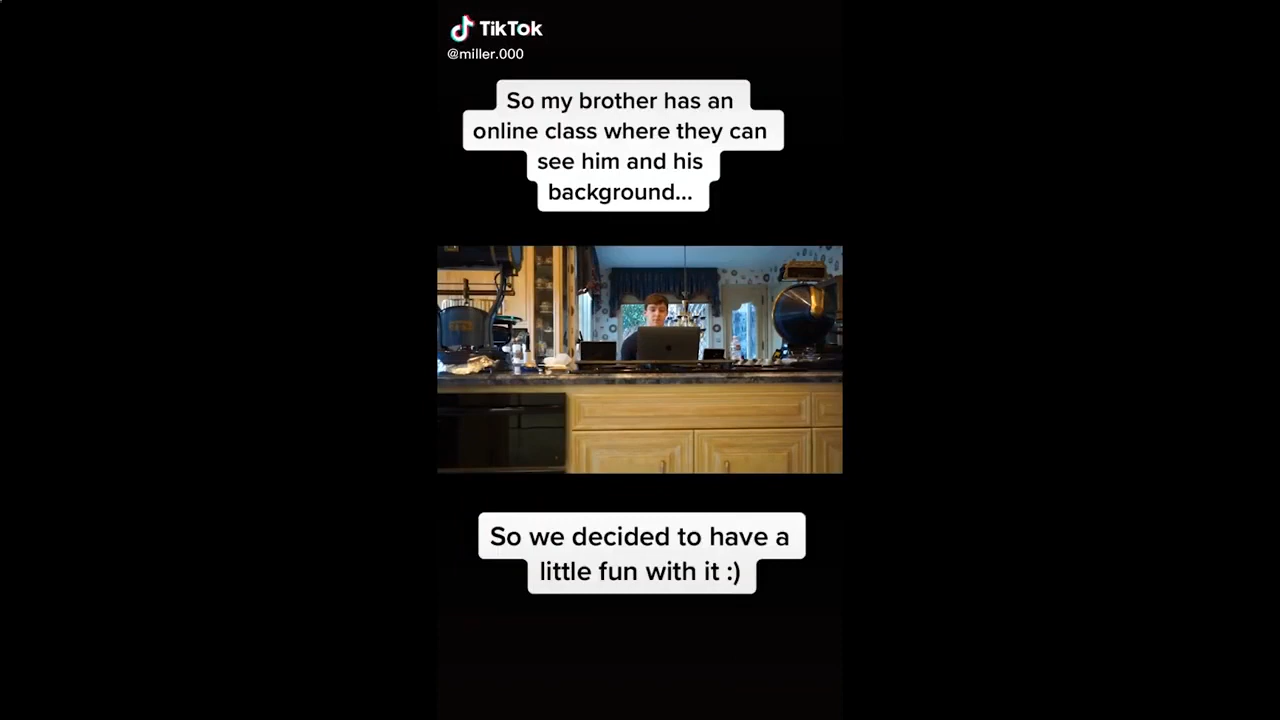 TikTok
@miller.000
So my brother has an
online class where they can
see him and his
background...
So we decided to have a
little fun with it :)